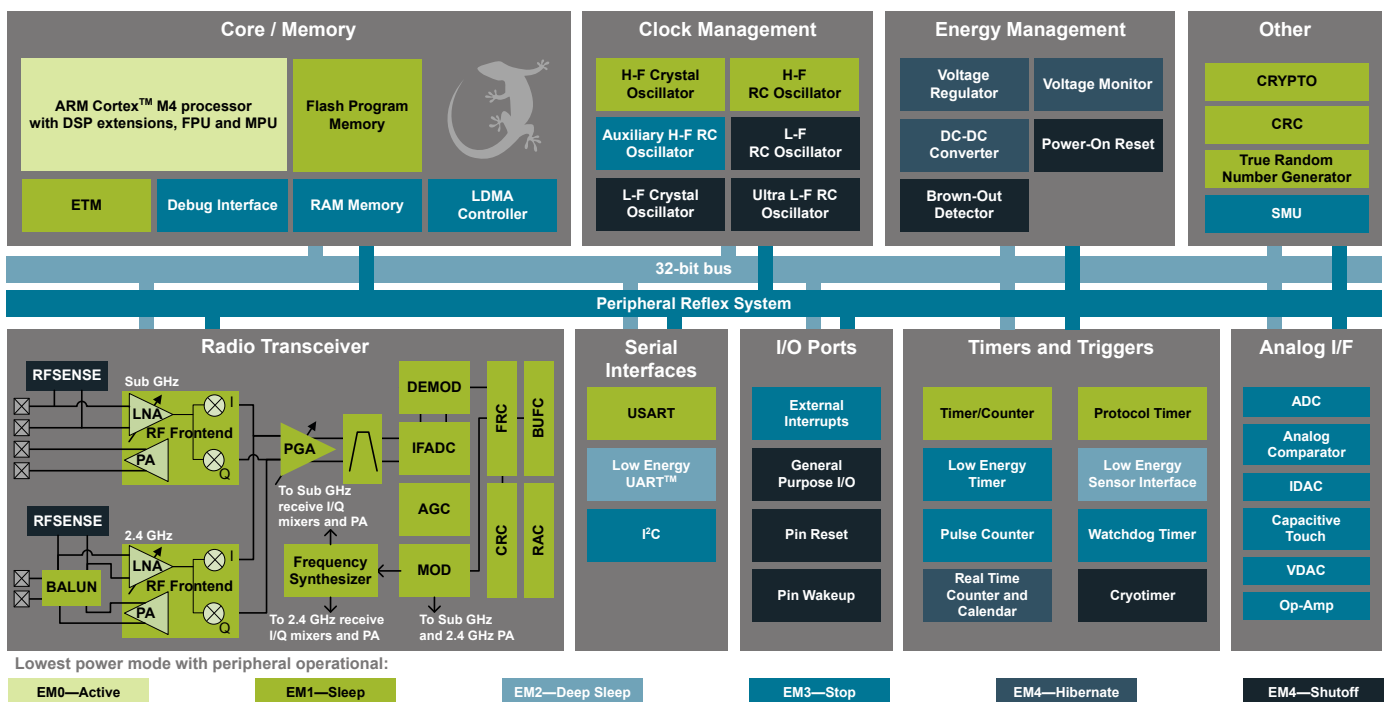 Core / Memory
ARM Cortex™ M4 processor
with DSP extensions, FPU and MPU
Flash Program
Memory
ETM
Debug Interface
RAM Memory
LDMA
Controller
Clock Management
H-F Crystal
Oscillator
H-F
RC Oscillator
Auxiliary H-F RC
Oscillator
L-F
RC Oscillator
L-F Crystal
Oscillator
Ultra L-F RC
Oscillator
Energy Management
Voltage
Regulator
Voltage Monitor
DC-DC
Converter
Power-On Reset
Brown-Out
Detector
Other
CRYPTO
CRC
True Random
Number Generator
SMU
32-bit bus
Peripheral Reflex System
Radio Transceiver
RFSENSE
Sub GHz
LNA
I
RF Frontend
PA
Q
PGA
DEMOD
IFADC
AGC
MOD
FRC
BUFC
CRC
RAC
To Sub GHz
receive I/Q
mixers and PA
RFSENSE
2.4 GHz
LNA
I
RF Frontend
BALUN
PA
Q
Frequency
Synthesizer
To 2.4 GHz receive
I/Q mixers and PA
To Sub GHz
and 2.4 GHz PA
Serial
Interfaces
USART
Low Energy
UART™
I²C
I/O Ports
External
Interrupts
General
Purpose I/O
Pin Reset
Pin Wakeup
Timers and Triggers
Timer/Counter
Protocol Timer
Low Energy
Timer
Low Energy
Sensor Interface
Pulse Counter
Watchdog Timer
Real Time
Counter and
Calendar
Cryotimer
Analog I/F
ADC
Analog
Comparator
IDAC
Capacitive
Touch
VDAC
Op-Amp
Lowest power mode with peripheral operational:
EM0—Active
EM1—Sleep
EM2—Deep Sleep
EM3—Stop
EM4—Hibernate
EM4—Shutoff